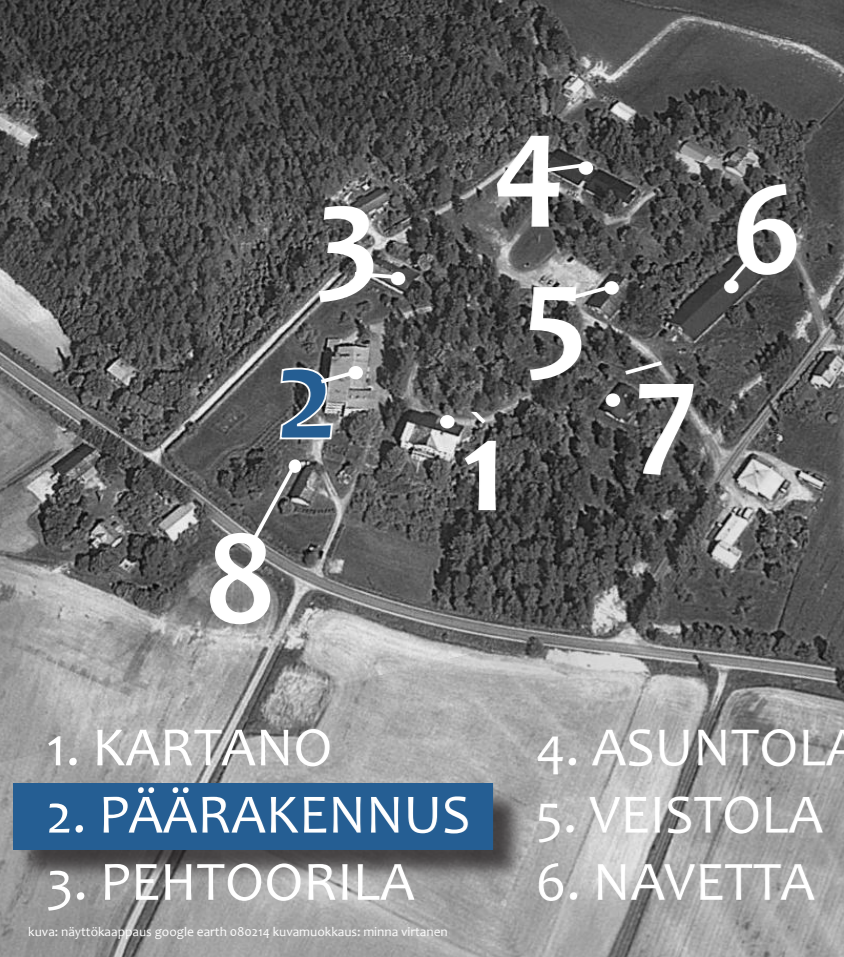 4
6
3
5
2
7
1
8
1. KARTANO
2. PÄÄRAKENNUS
3. PEHTOORILA
4. ASUNTOLA
5. VEISTOLA
6. NAVETTA
kuva: näyttökaappaus google earth 080214 kuvamuokkaus: minna virtanen